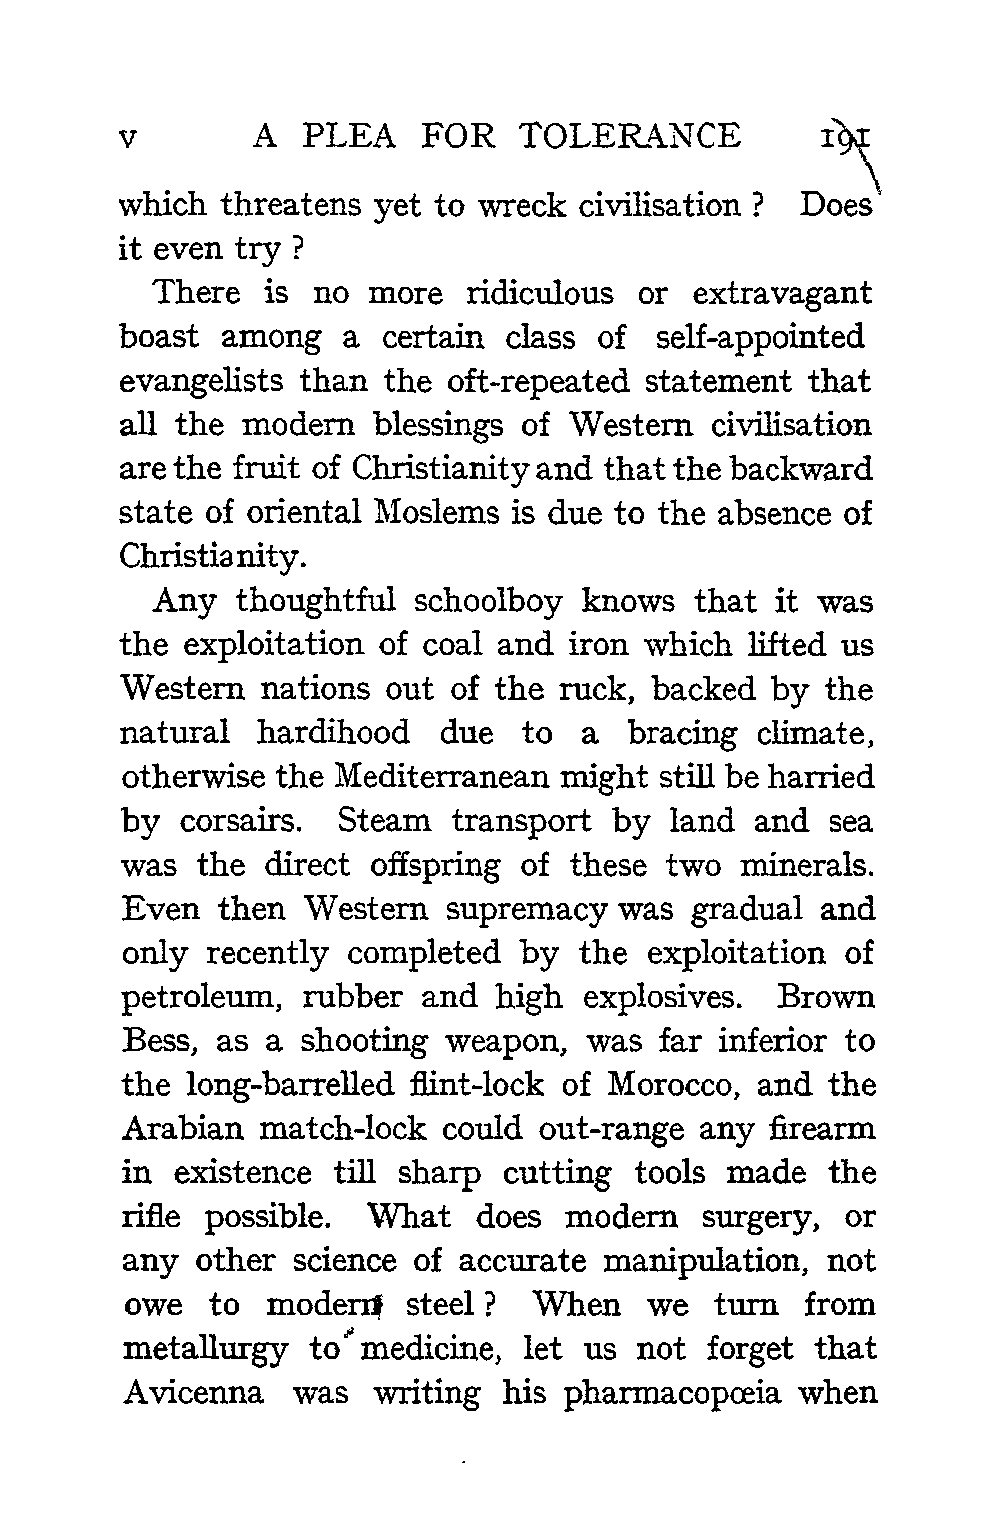 v A PLEA FOR TOLERANCE 191
which threatens yet to wreck civilisation ? Does
it even try ?
There is no more ridiculous or extravagant
boast among a certain class of self-appointed
evangelists than the oft-repeated statement that
all the modern blessings of Western civilisation
are the fruit of Christianity and that the backward
state of oriental Moslems is due to the absence of
Christianity.
Any thoughtful schoolboy knows that it was
the exploitation of coal and iron which lifted us
Western nations out of the ruck, backed by the
natural hardihood due to a bracing climate,
otherwise the Mediterranean might still be harried
by corsairs. Steam transport by land and sea
was the direct offspring of these two minerals.
Even then Western supremacy was gradual and
only recently completed by the exploitation of
petroleum, rubber and high explosives. Brown
Bess, as a shooting weapon, was far inferior to
the long-barrelled flint-lock of Morocco, and the
Arabian match-lock could out-range any firearm
in existence till sharp cutting tools made the
rifle possible. What does modern surgery, or
any other science of accurate manipulation, not
owe to modern steel ? When we turn from
metallurgy to medicine, let us not forget that
Avicenna was writing his pharmacopœia when